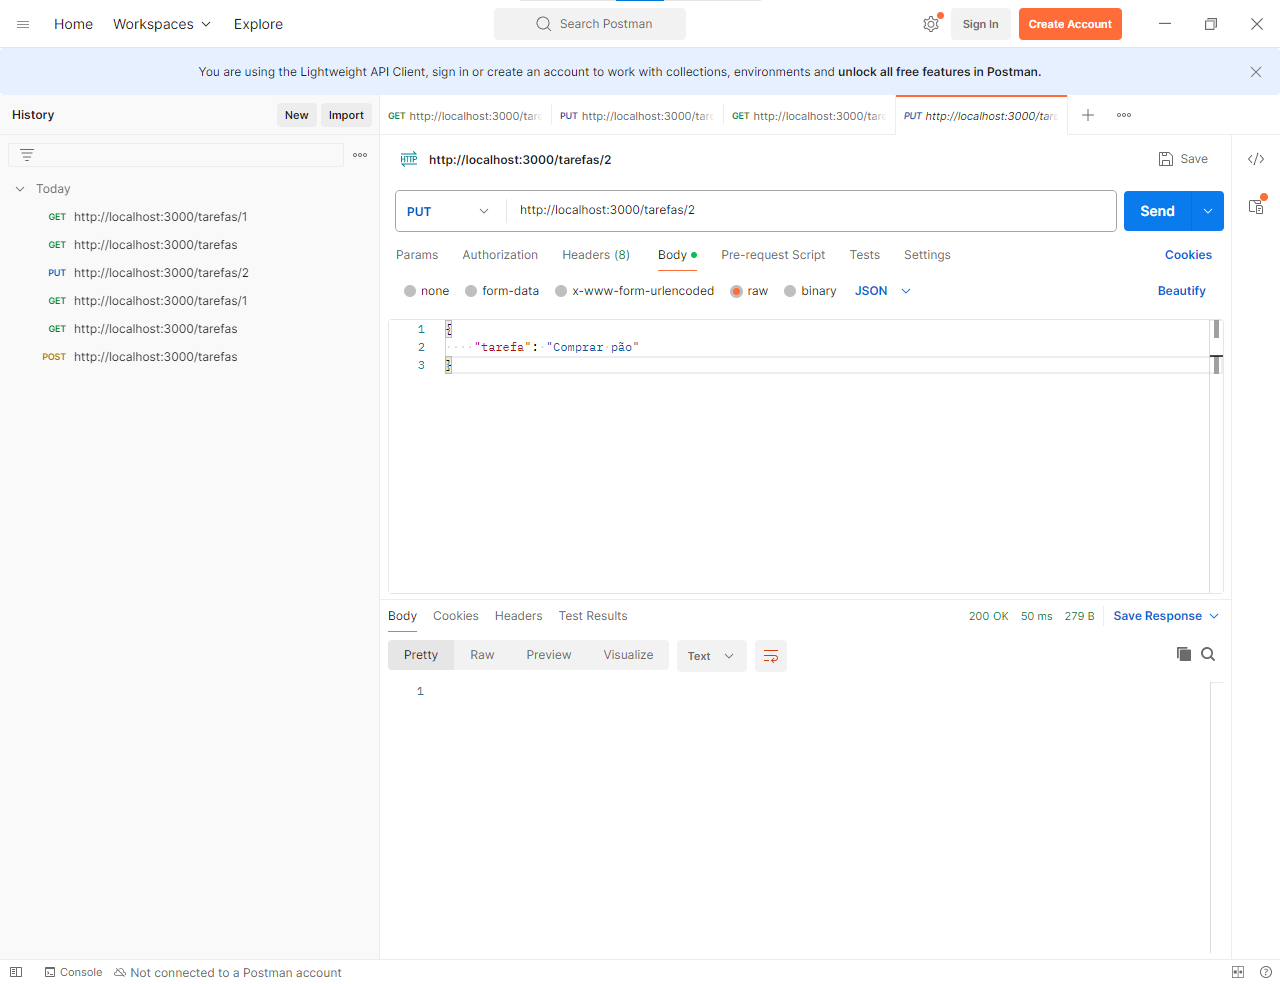 Home Workspaces Explore Search Postman Sign In Create Account
You are using the Lightweight API Client, sign in or create an account to work with collections, environments and unlock all free features in Postman.
History New Import
GET http://localhost:3000/tare PUT http://localhost:3000/tare GET http://localhost:3000/tare PUT http://localhost:3000/tare
Today
GET http://localhost:3000/tarefas/1
GET http://localhost:3000/tarefas
PUT http://localhost:3000/tarefas/2
GET http://localhost:3000/tarefas/1
GET http://localhost:3000/tarefas
POST http://localhost:3000/tarefas
HTTP http://localhost:3000/tarefas/2 Save </>
PUT http://localhost:3000/tarefas/2 Send
Params Authorization Headers (8) Body Pre-request Script Tests Settings Cookies
none form-data x-www-form-urlencoded raw binary JSON Beautify
1 {
2 "tarefa": "Comprar pão"
3 }
Body Cookies Headers Test Results 200 OK 50 ms 279 B Save Response
Pretty Raw Preview Visualize Text
1
Console Not connected to a Postman account